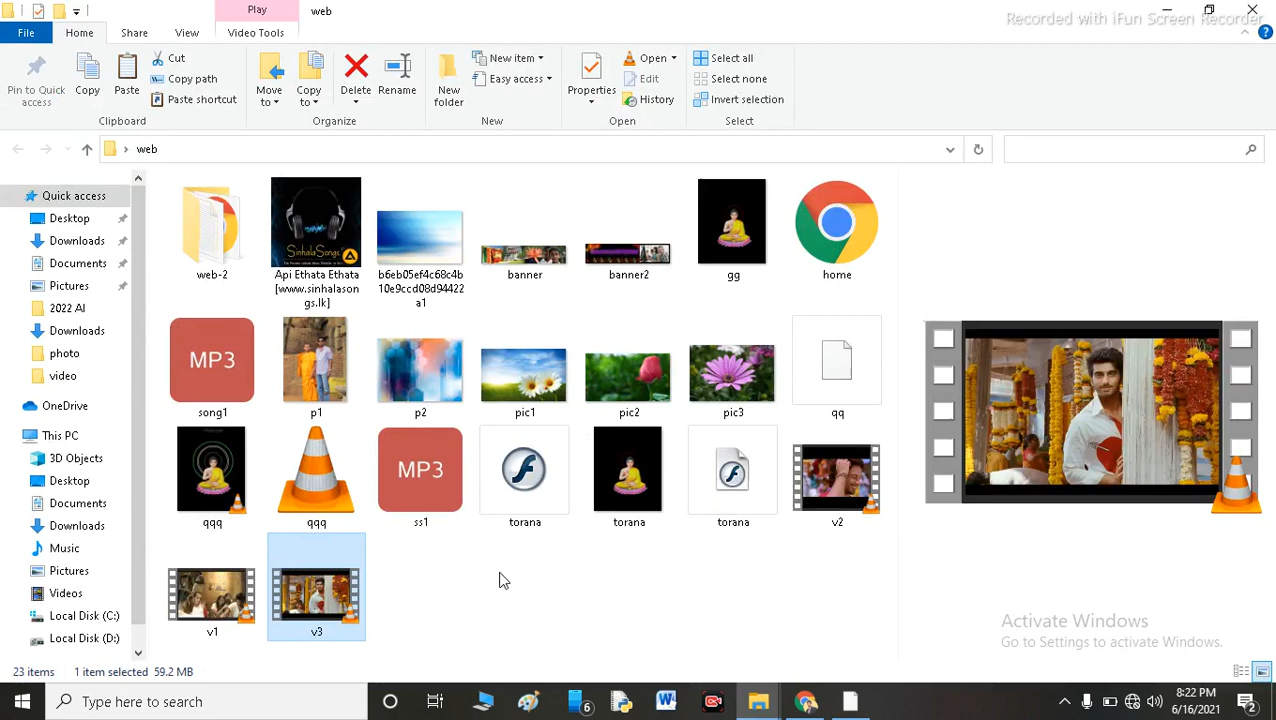 Play
web
Recorded with iFun Screen Recorder
File
Home
Share
View
Video Tools
Pin to Quick access
Copy
Paste
Cut
Copy path
Paste shortcut
Clipboard
Move to
Copy to
Delete
Rename
Organize
New folder
New item
Easy access
New
Properties
Open
Edit
History
Open
Select all
Select none
Invert selection
Select
web
Quick access
Desktop
Downloads
Documents
Pictures
2022 AI
Downloads
photo
video
OneDrive
This PC
3D Objects
Desktop
Documents
Downloads
Music
Pictures
Videos
Local Disk (C:)
Local Disk (D:)
SinhalaSongs
web-2
Api Ethata Ethata
[www.sinhalason
gs.lk]
b6eb05ef4c68c4b
10e9ccd08d94422
a1
banner
banner2
gg
home
MP3
song1
p1
p2
pic1
pic2
pic3
qq
qqq
qqq
MP3
ss1
torana
torana
torana
v2
v1
v3
Activate Windows
Go to Settings to activate Windows.
23 items
1 item selected 59.2 MB
Type here to search
6
8:22 PM
6/16/2021
2